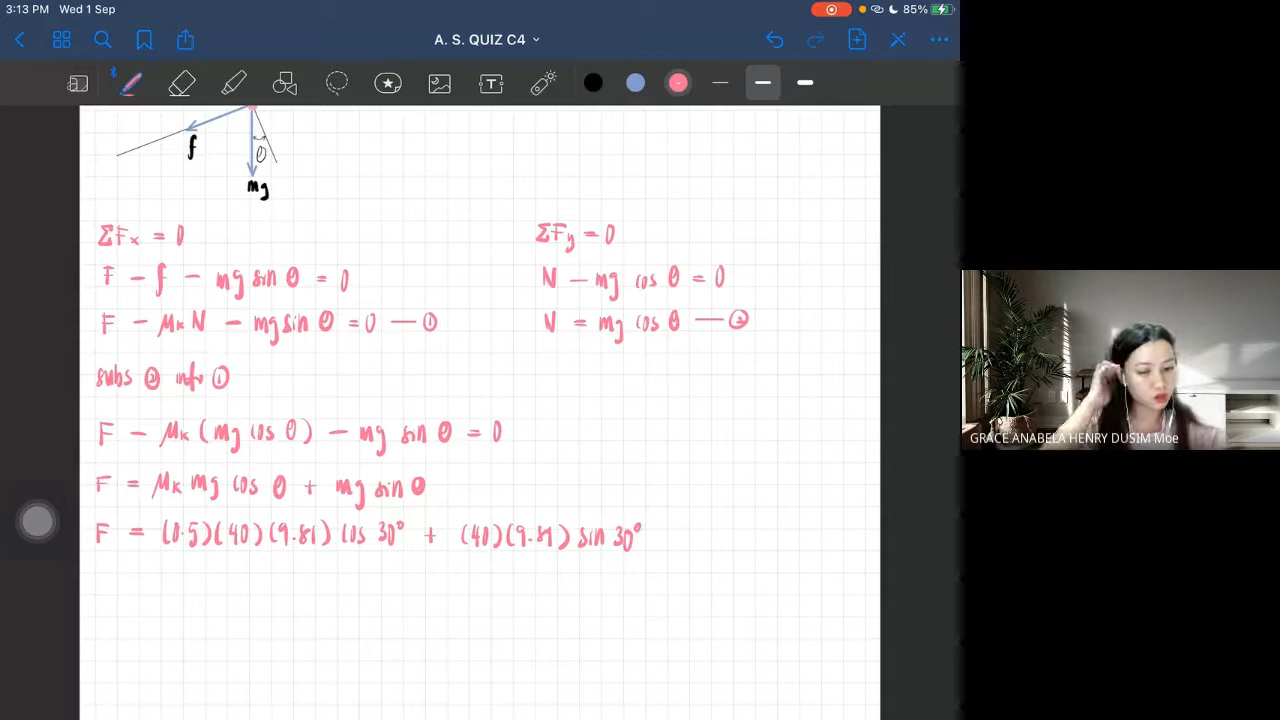 3:13 PM Wed 1 Sep
85%
A. S. QUIZ C4
T
f
θ
mg
ΣFx = 0
ΣFy = 0
F - f - mg sin θ = 0
N - mg cos θ = 0
F - μk N - mg sin θ = 0 — ①
N = mg cos θ — ②
subs ② into ①
F - μk (mg cos θ) - mg sin θ = 0
F = μk mg cos θ + mg sin θ
F = (0.5)(40)(9.81) cos 30° + (40)(9.81) sin 30°
GRACE ANABELA HENRY DUSIM Moe